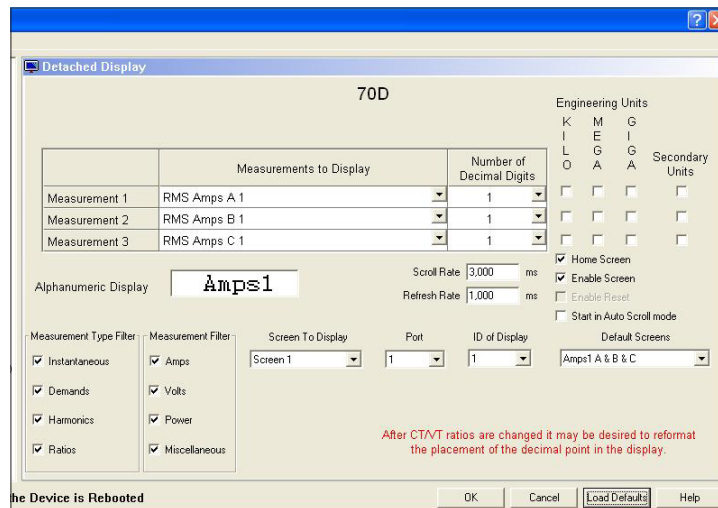 Detached Display
70D
Engineering Units
KILO MEGA GIGA Secondary Units
Measurements to Display Number of Decimal Digits
Measurement 1 RMS Amps A 1 1
Measurement 2 RMS Amps B 1 1
Measurement 3 RMS Amps C 1 1
Alphanumeric Display Amps1
Scroll Rate 3,000 ms
Refresh Rate 1,000 ms
Home Screen
Enable Screen
Enable Reset
Start in Auto Scroll mode
Measurement Type Filter Measurement Filter Screen To Display Port ID of Display Default Screens
Instantaneous Amps Screen 1 1 1 Amps1 A & B & C
Demands Volts
Harmonics Power
Ratios Miscellaneous
After CT/VT ratios are changed it may be desired to reformat
the placement of the decimal point in the display.
the Device is Rebooted OK Cancel Load Defaults Help